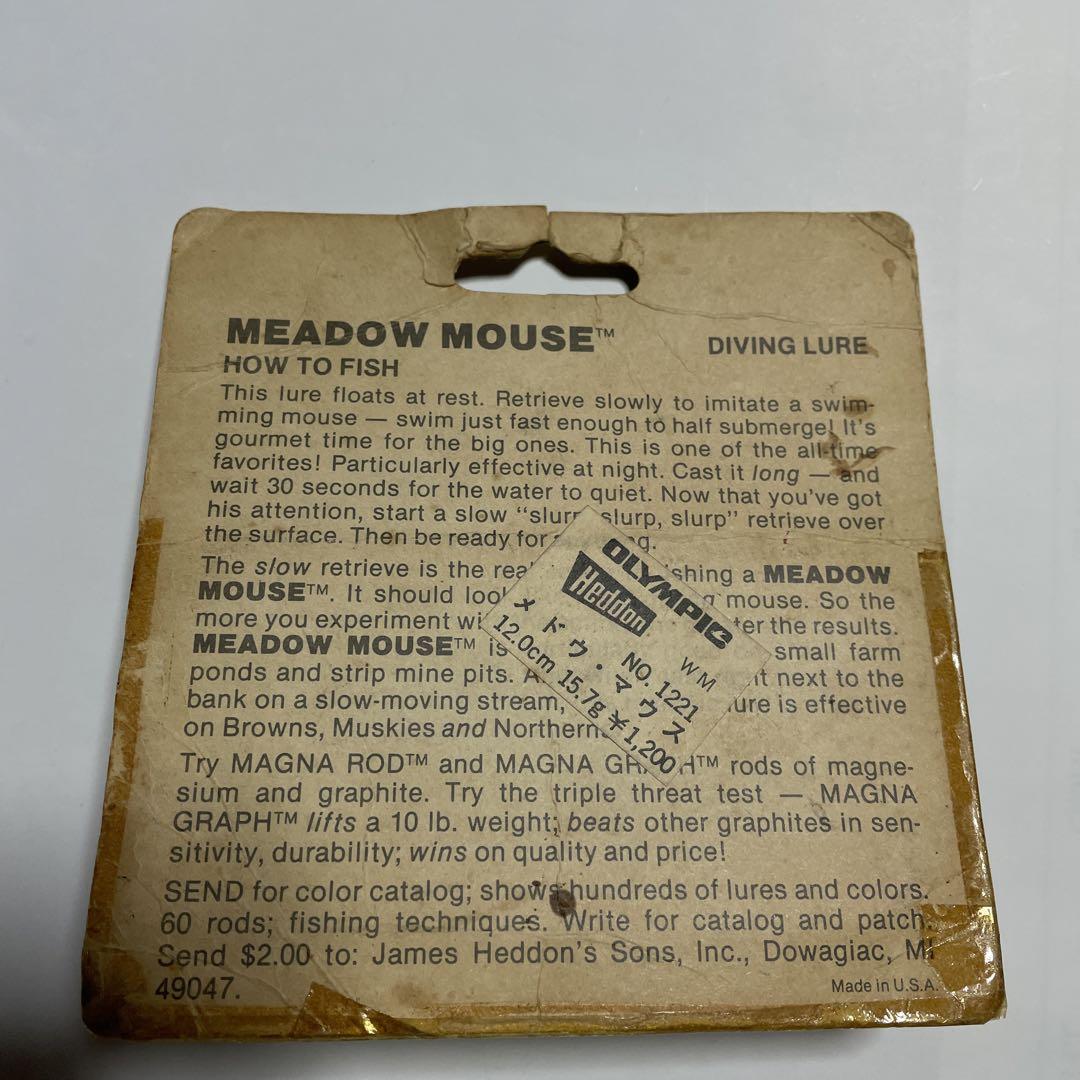 MEADOW MOUSE™ DIVING LURE
HOW TO FISH
This lure floats at rest. Retrieve slowly to imitate a swim-
ming mouse — swim just fast enough to half submerge! It's
gourmet time for the big ones. This is one of the all-time
favorites! Particularly effective at night. Cast it long — and
wait 30 seconds for the water to quiet. Now that you've got
his attention, start a slow "slurp, slurp, slurp" retrieve over
the surface. Then be ready for
The slow retrieve is the shing a MEADOW
MOUSE™. It should mouse. So the
more you experiment the results.
MEADOW MOUSE™ is small farm
ponds and strip mine pits. next to the
bank on a slow-moving stream, lure is effective
on Browns, Muskies and Northerns
Try MAGNA ROD™ and MAGNA GRAPH™ rods of magne-
sium and graphite. Try the triple threat test — MAGNA
GRAPH™ lifts a 10 lb. weight; beats other graphites in sen-
sitivity, durability; wins on quality and price!
SEND for color catalog; shows hundreds of lures and colors.
60 rods; fishing techniques. Write for catalog and patch.
Send $2.00 to: James Heddon's Sons, Inc., Dowagiac, MI
49047. Made in U.S.A.
OLYMPIC
Heddon
NO. 1221 WM
メドウ・マウス
12.0cm 15.7g ¥1,200